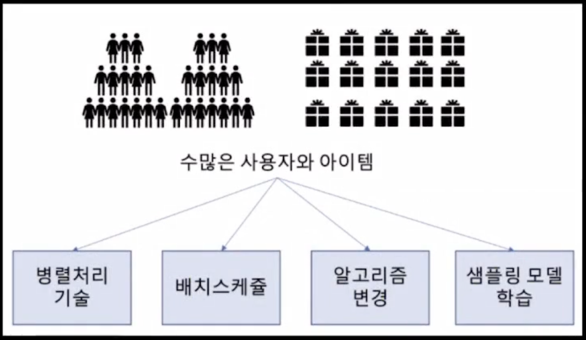 수많은 사용자와 아이템
병렬처리
기술
배치스케쥴
알고리즘
변경
샘플링 모델
학습